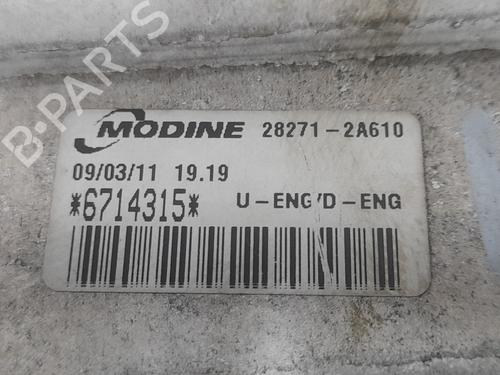 B-PARTS
MODINE 28271-2A610
09/03/11 19.19
*6714315* U-ENG/D-ENG